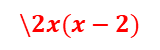 \2x(x − 2)